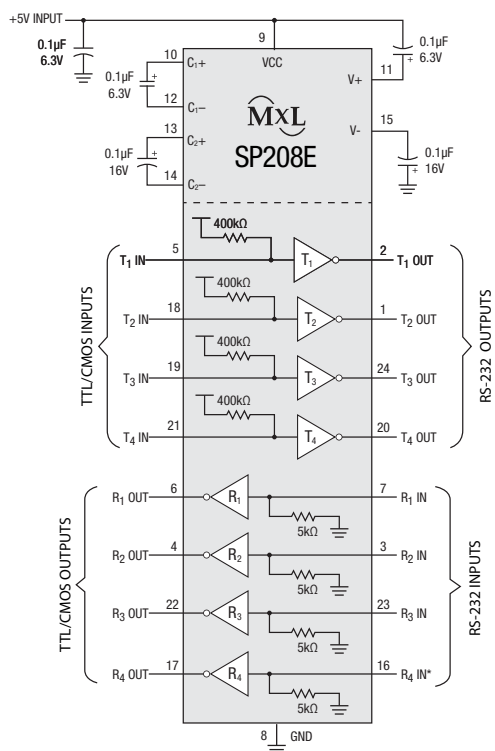 +5V INPUT
0.1µF
6.3V
9
VCC
0.1µF
6.3V
+
11
V+
10
C1+
0.1µF
6.3V
+
12
C1–
13
C2+
0.1µF
16V
+
14
C2–
MXL
SP208E
V-
15
0.1µF
16V
+
400kΩ
T1 IN
5
T1
2
T1 OUT
400kΩ
T2 IN
18
T2
1
T2 OUT
400kΩ
T3 IN
19
T3
24
T3 OUT
400kΩ
T4 IN
21
T4
20
T4 OUT
TTL/CMOS INPUTS
RS-232 OUTPUTS
R1 OUT
6
R1
7
R1 IN
5kΩ
R2 OUT
4
R2
3
R2 IN
5kΩ
R3 OUT
22
R3
23
R3 IN
5kΩ
R4 OUT
17
R4
16
R4 IN*
5kΩ
TTL/CMOS OUTPUTS
RS-232 INPUTS
8
GND